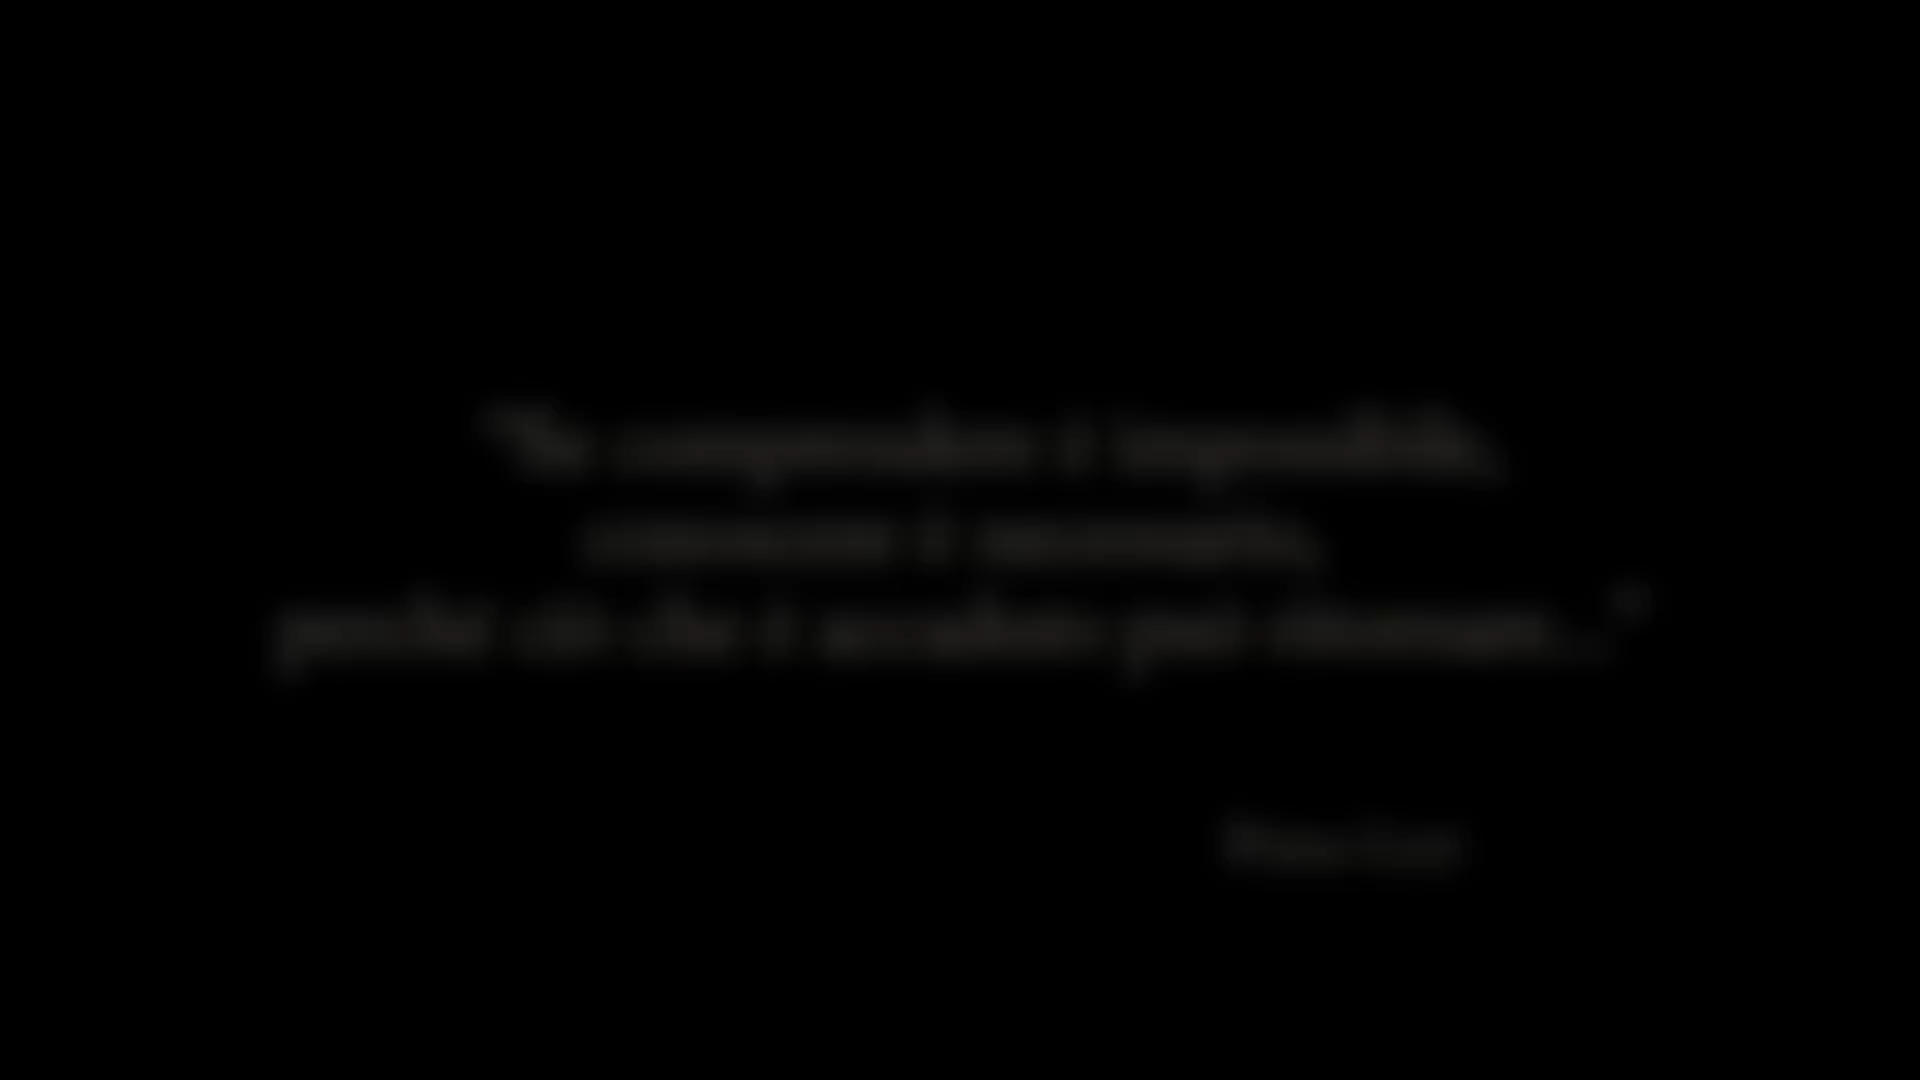 "Se comprendere è impossibile,
conoscere è necessario,
perché ciò che è accaduto può ritornare..."
Primo Levi